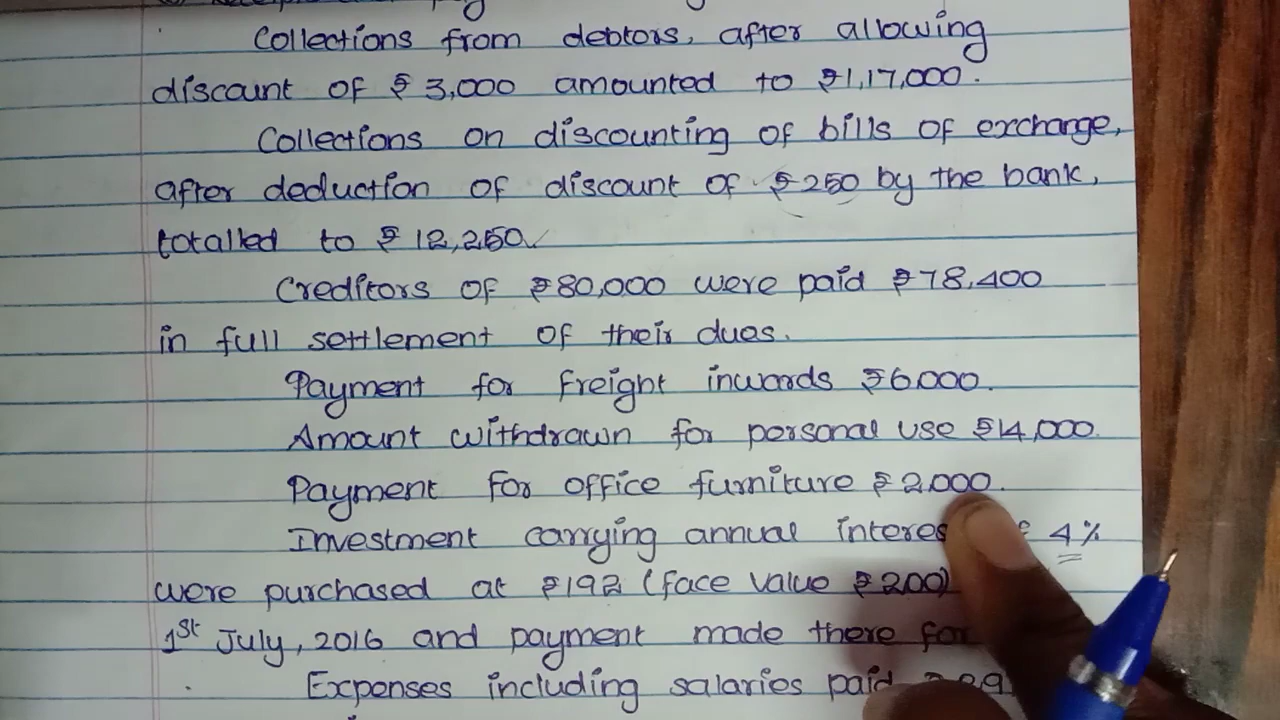 Collections from debtors, after allowing
discount of ₹ 3,000 amounted to ₹1,17,000.
Collections on discounting of bills of exchange,
after deduction of discount of ₹ 250 by the bank,
totalled to ₹ 12,250
Creditors of ₹80,000 were paid ₹78,400
in full settlement of their dues.
Payment for Freight inwards ₹6000.
Amount withdrawn for personal use ₹14,000.
Payment for office furniture ₹2,000.
Investment carrying annual 4%
were purchased at ₹192 (face value ₹200)
1st July, 2016 and payment made there for
Expenses including salaries paid